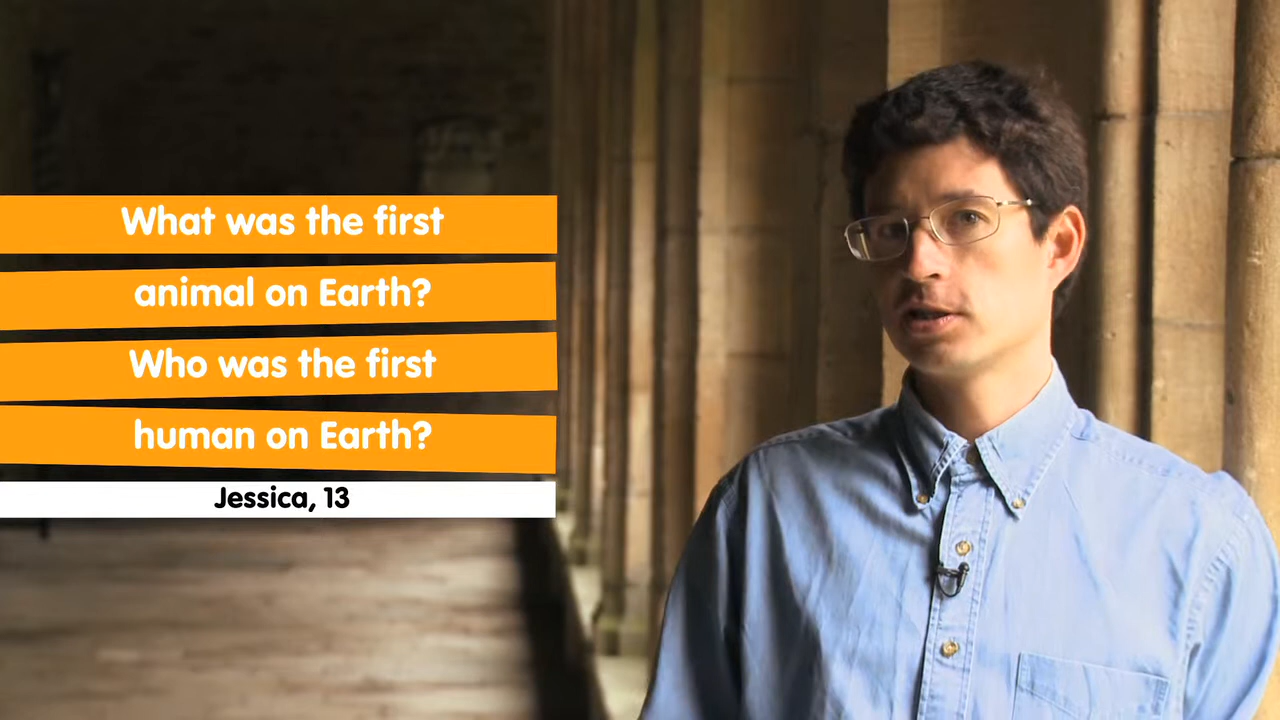 What was the first
animal on Earth?
Who was the first
human on Earth?
Jessica, 13